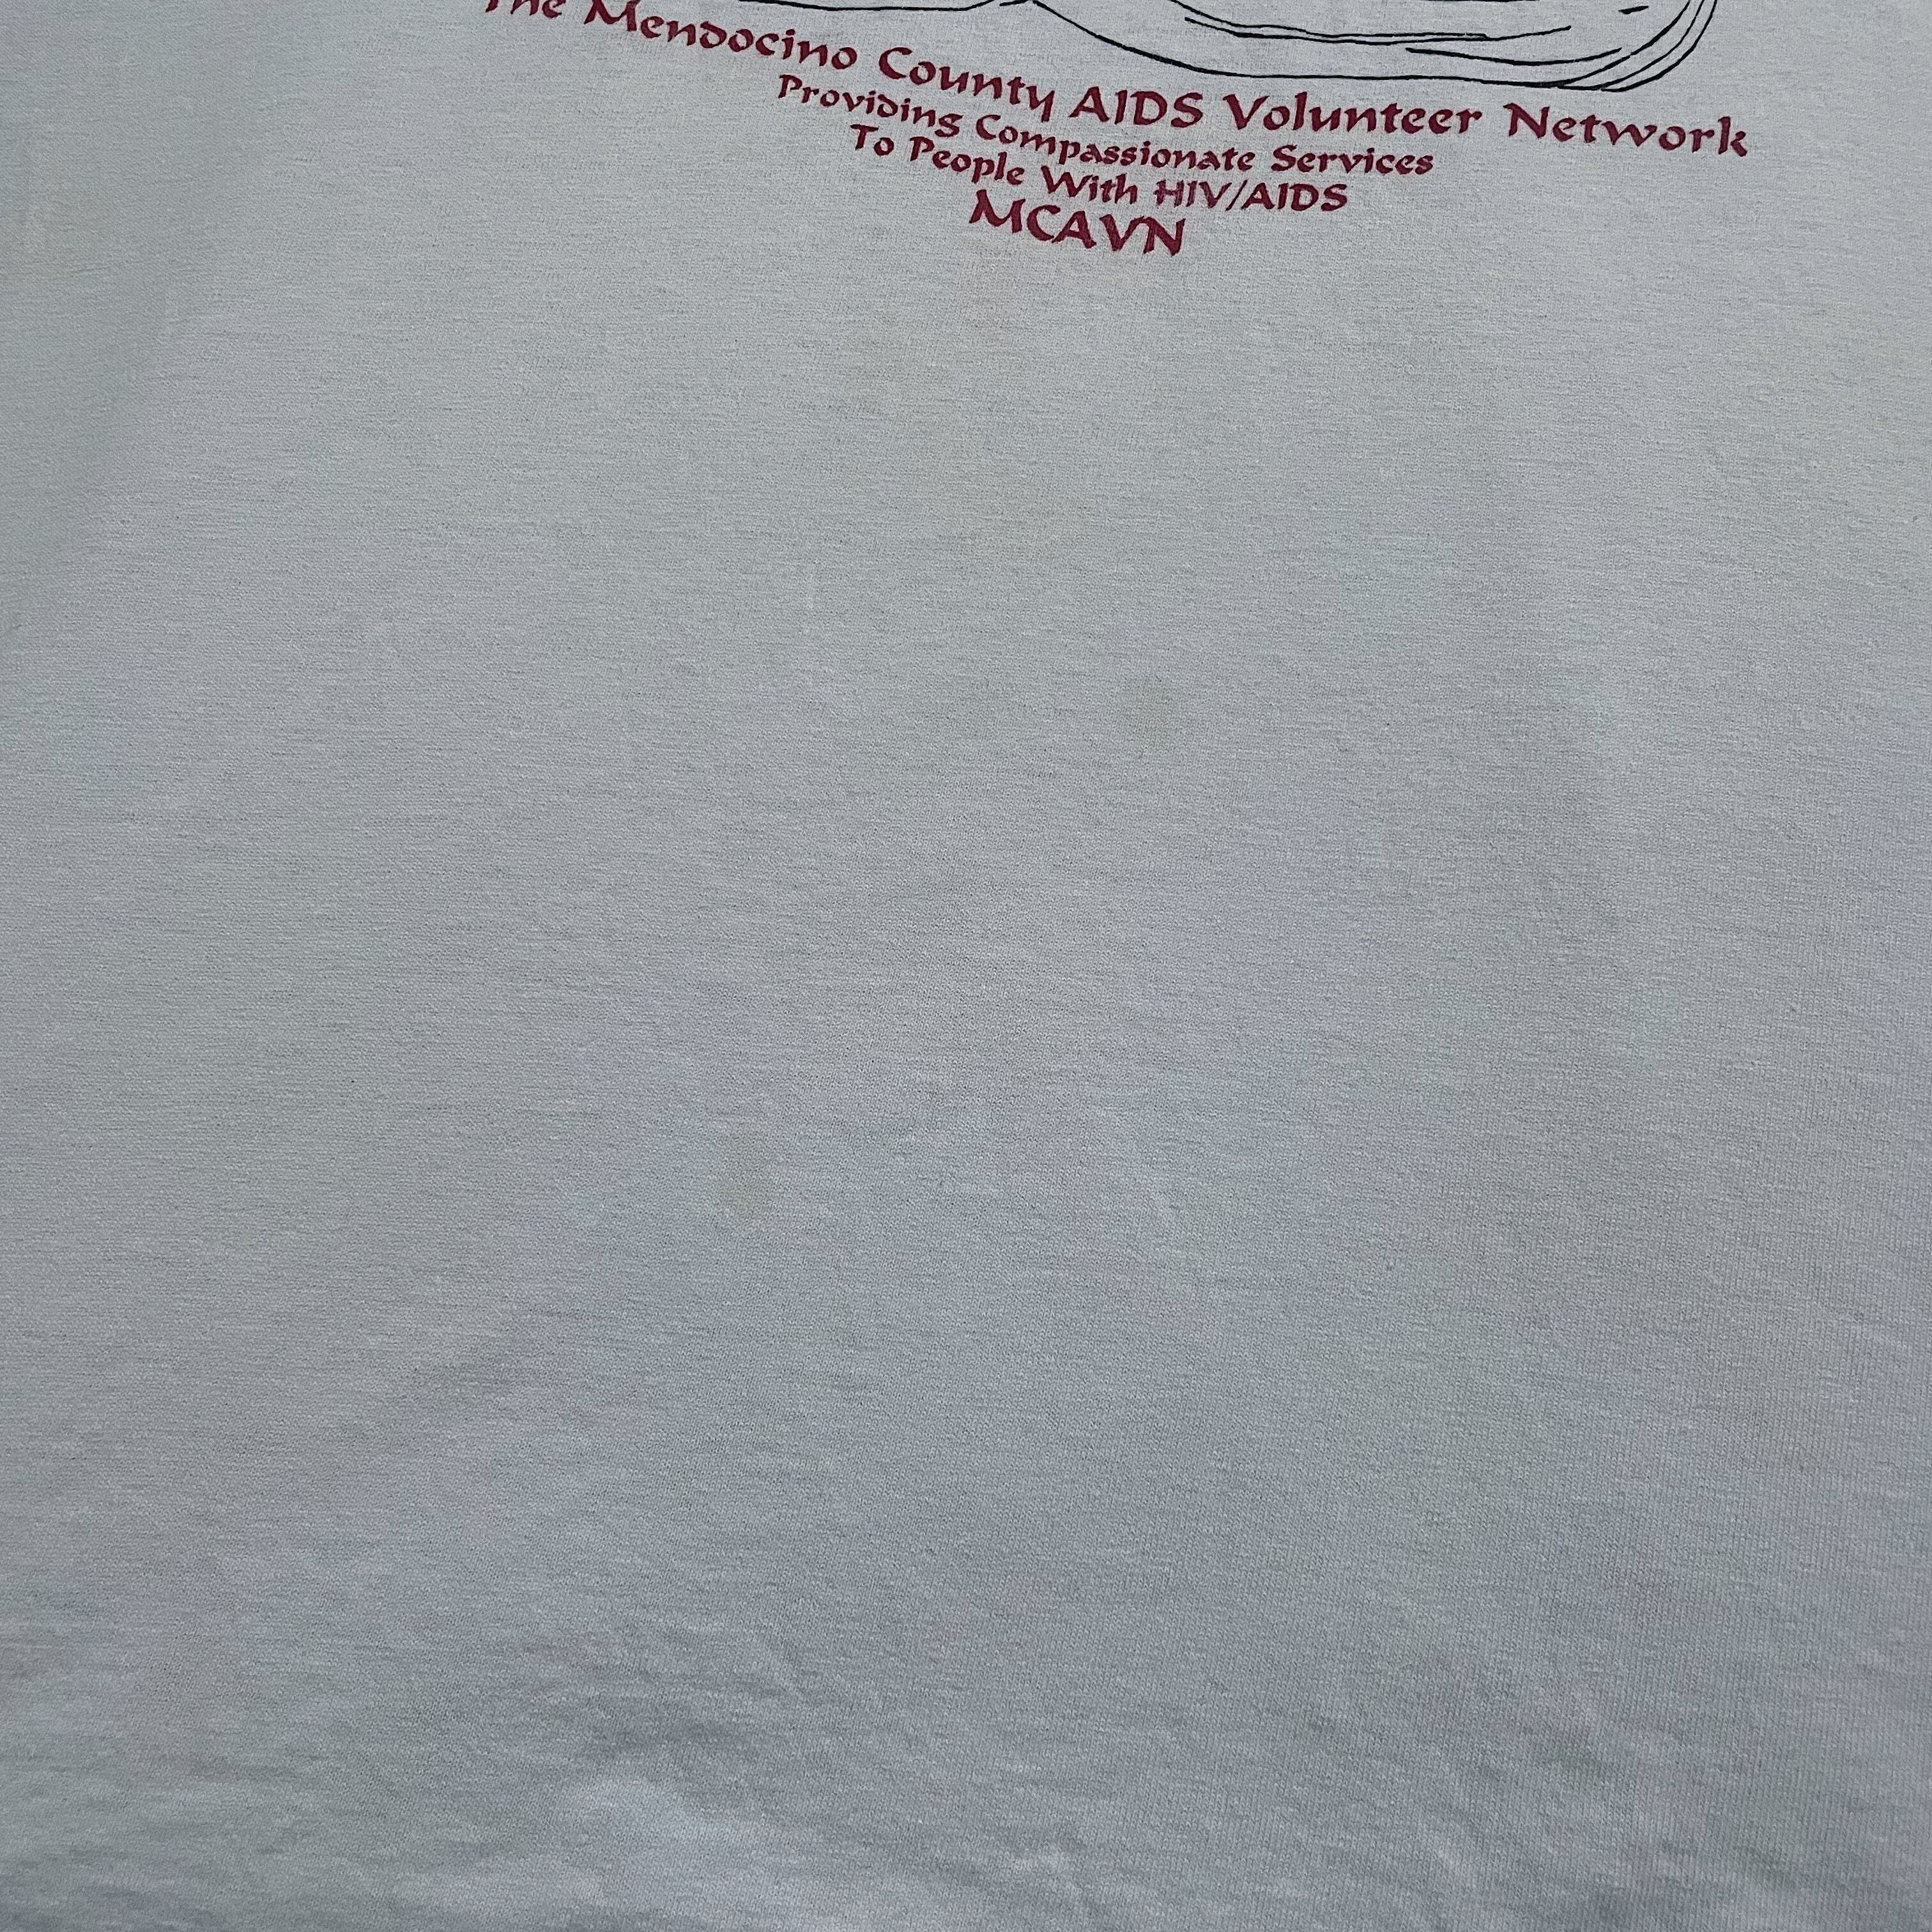 The Mendocino County AIDS Volunteer Network
Providing Compassionate Services
To People With HIV/AIDS
MCAVN